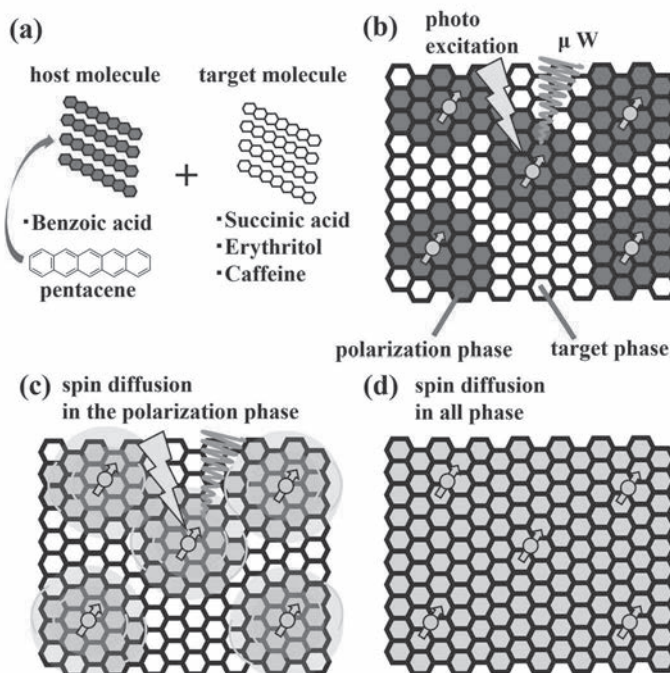 (a)
host molecule
target molecule
+
・Benzoic acid
pentacene
・Succinic acid
・Erythritol
・Caffeine
(b) photo
excitation
μ W
polarization phase
target phase
(c) spin diffusion
in the polarization phase
(d) spin diffusion
in all phase